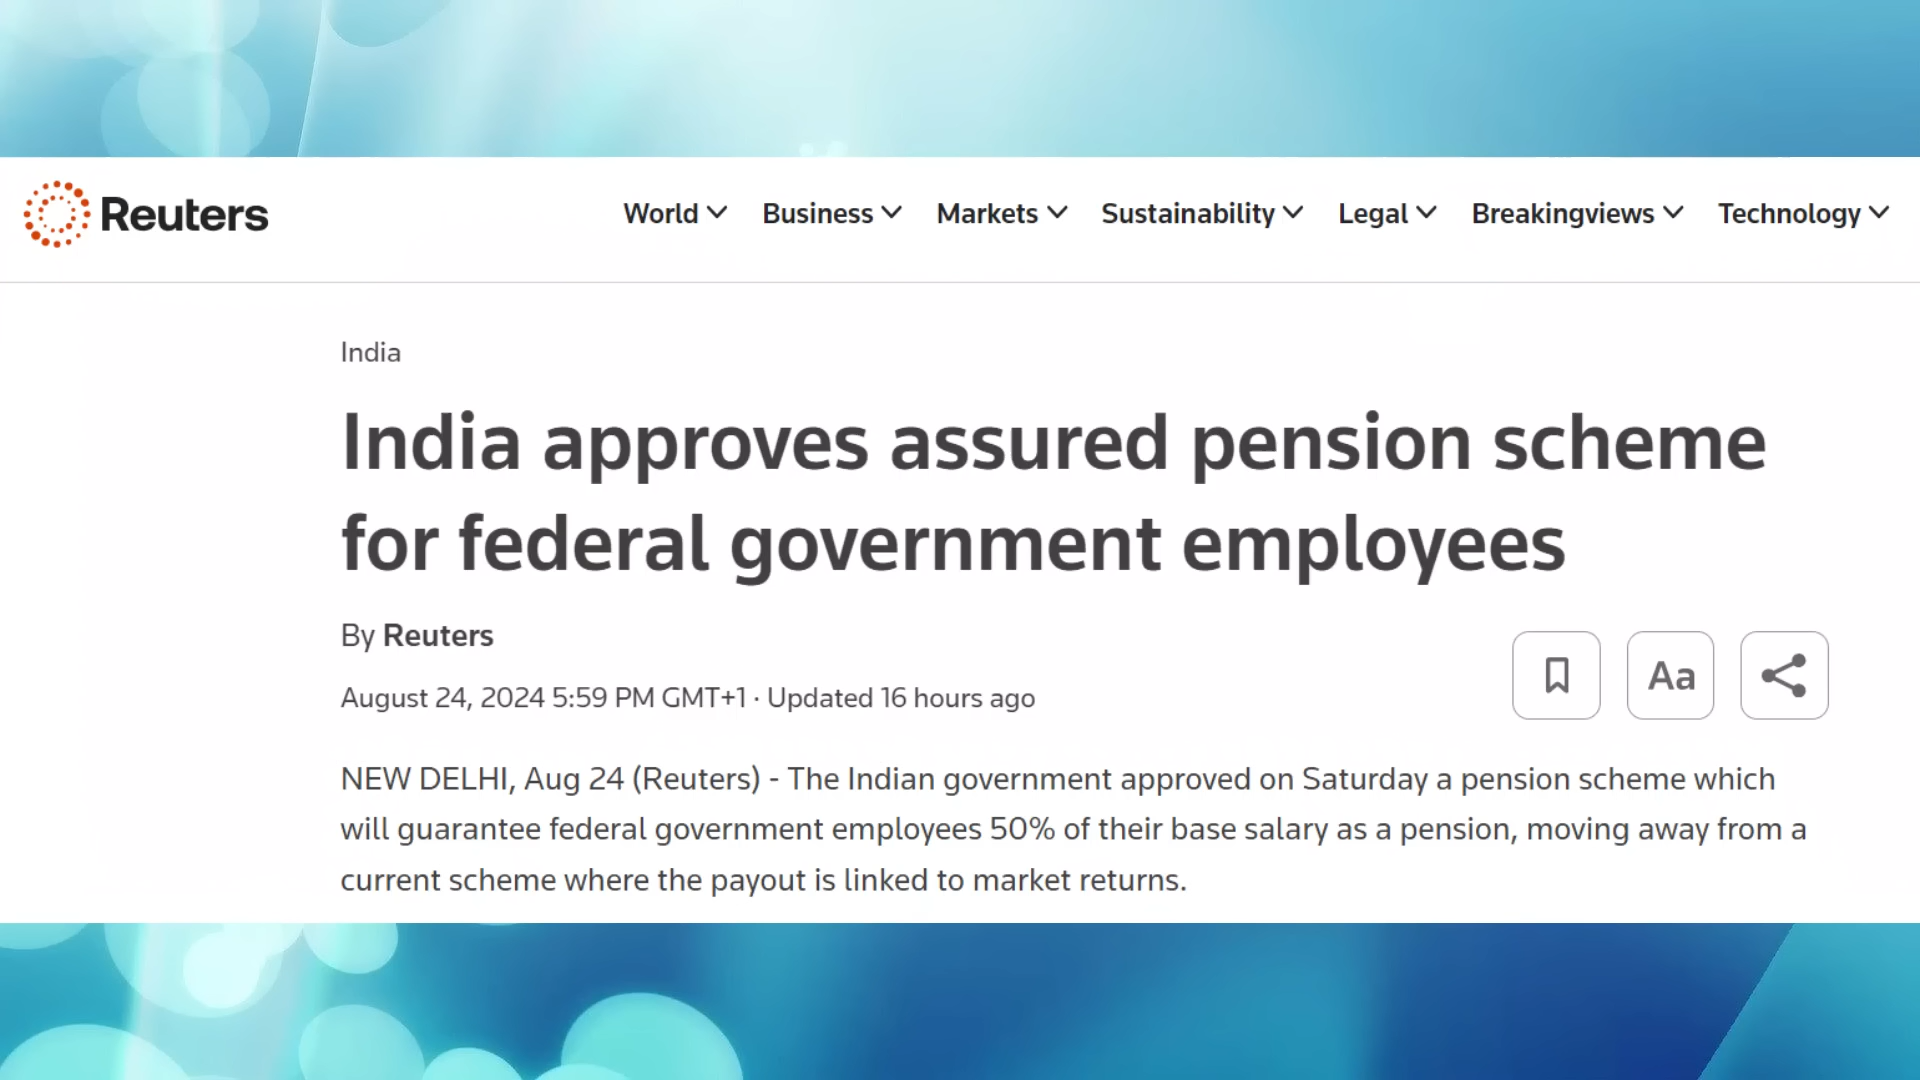 Reuters
World Business Markets Sustainability Legal Breakingviews Technology
India
India approves assured pension scheme
for federal government employees
By Reuters
August 24, 2024 5:59 PM GMT+1 · Updated 16 hours ago
Aa
NEW DELHI, Aug 24 (Reuters) - The Indian government approved on Saturday a pension scheme which
will guarantee federal government employees 50% of their base salary as a pension, moving away from a
current scheme where the payout is linked to market returns.